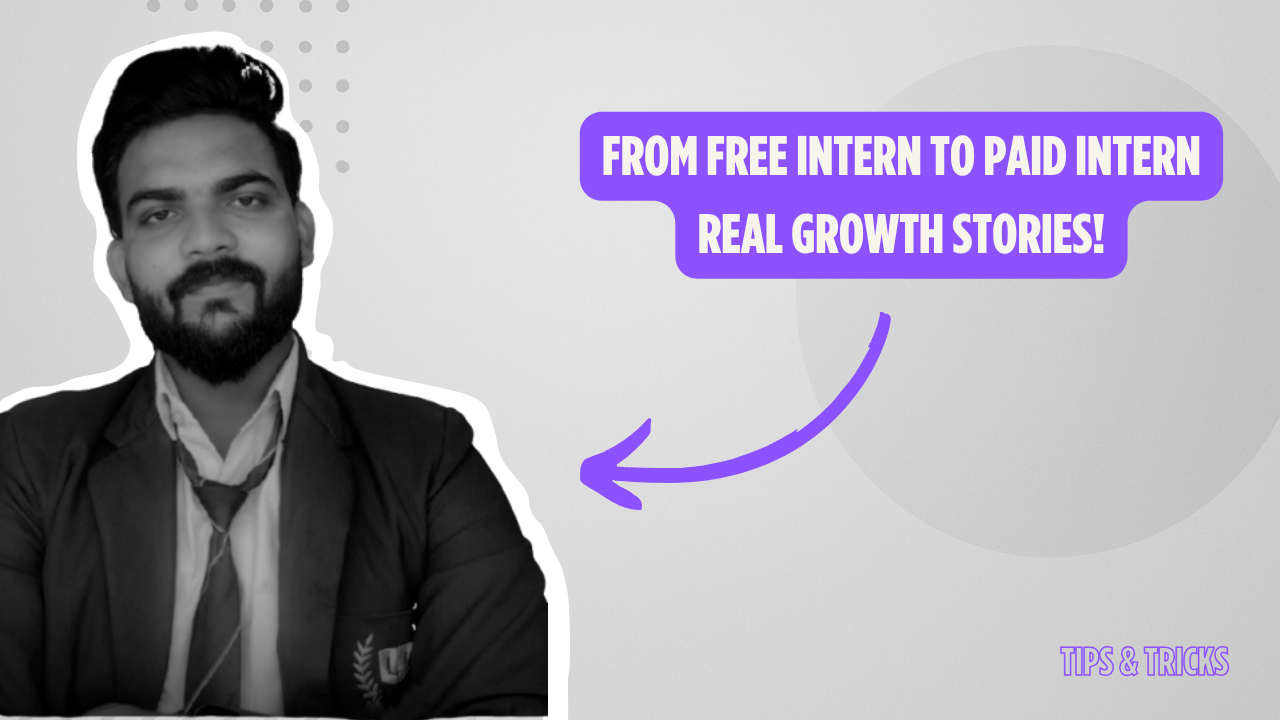 FROM FREE INTERN TO PAID INTERN
REAL GROWTH STORIES!
TIPS & TRICKS